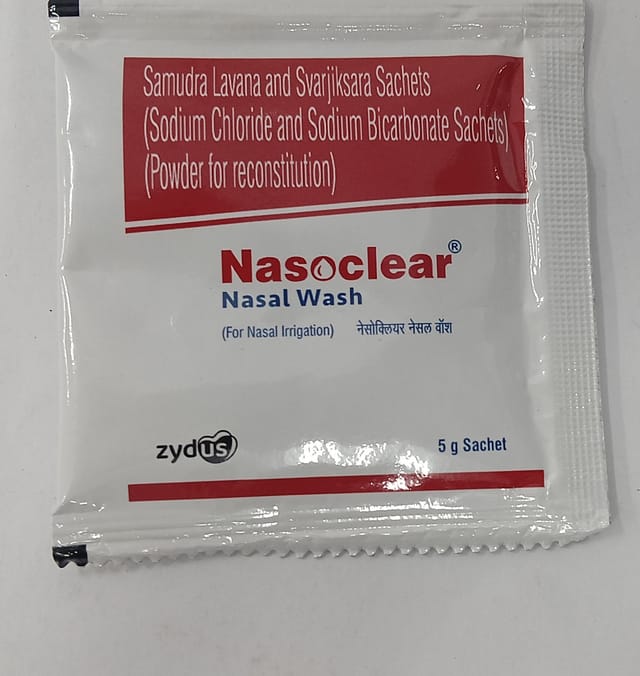 Samudra Lavana and Svarjiksara Sachets
(Sodium Chloride and Sodium Bicarbonate Sachets)
(Powder for reconstitution)
Nasoclear®
Nasal Wash
(For Nasal Irrigation) नेसोक्लियर नेसल वॉश
zydus 5 g Sachet